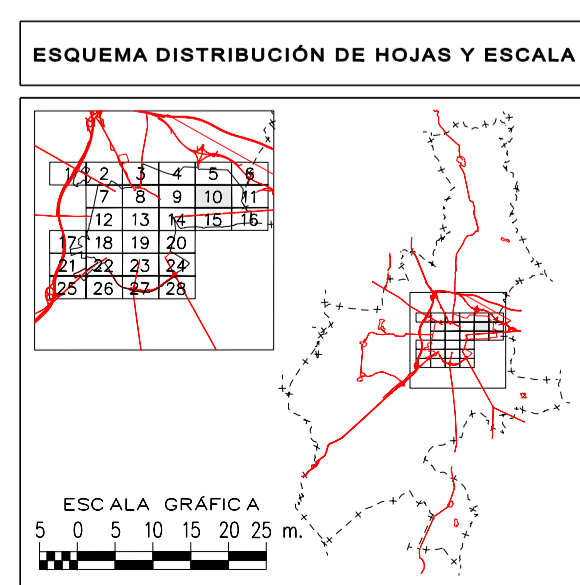 ESQUEMA DISTRIBUCIÓN DE HOJAS Y ESCALA
1 2 3 4 5 6
7 8 9 10 11
12 13 14 15 16
17 18 19 20
21 22 23 24
25 26 27 28
ESCALA GRÁFICA
5 0 5 10 15 20 25 m.